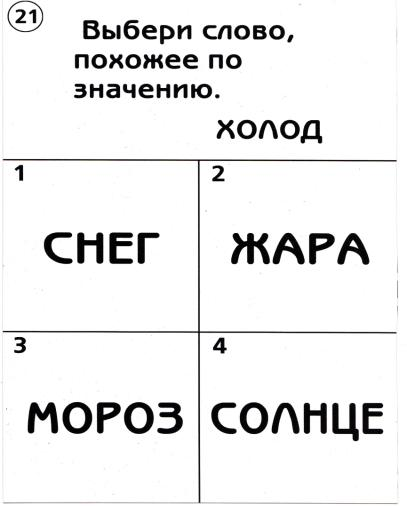 21
Выбери слово,
похожее по
значению.
ХОЛОД
1
СНЕГ
2
ЖАРА
3
МОРОЗ
4
СОЛНЦЕ